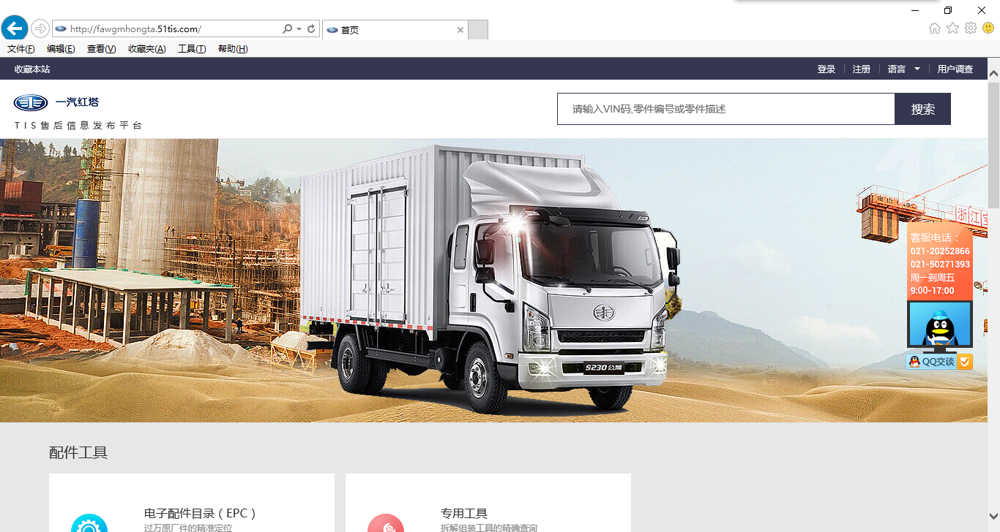 http://fawgmhongta.51tis.com/
首页
文件(F) 编辑(E) 查看(V) 收藏夹(A) 工具(T) 帮助(H)
收藏本站
登录 注册 语言 用户调查
一汽红塔
TIS售后信息发布平台
请输入VIN码,零件编号或零件描述
搜索
浙江宝
客服电话：
021-20252866
021-50271393
周一到周五
9:00-17:00
QQ交谈
S230
配件工具
电子配件目录（EPC）
过万原厂件的精准定位
专用工具
拆解组装工具的精确查询